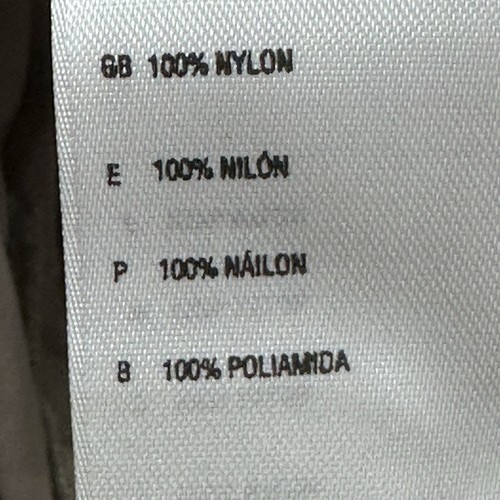 GB 100% NYLON
E 100% NILÓN
P 100% NÁILON
B 100% POLIAMIDA